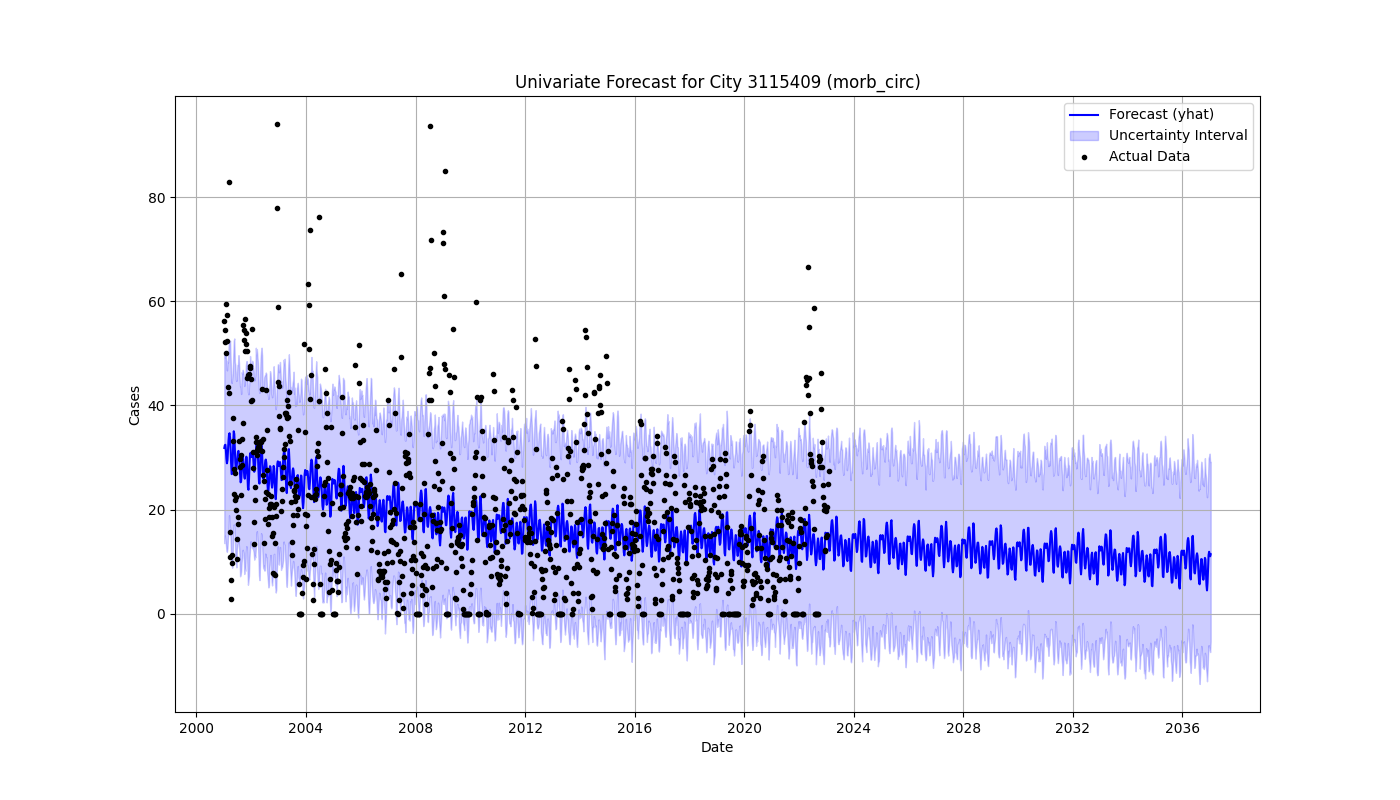 Univariate Forecast for City 3115409 (morb_circ)
Forecast (yhat)
Uncertainty Interval
Actual Data
Cases
80
60
40
20
0
2000 2004 2008 2012 2016 2020 2024 2028 2032 2036
Date